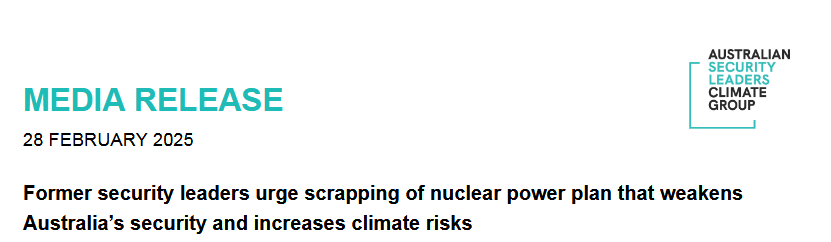 AUSTRALIAN
SECURITY
LEADERS
CLIMATE
GROUP
MEDIA RELEASE
28 FEBRUARY 2025
Former security leaders urge scrapping of nuclear power plan that weakens
Australia’s security and increases climate risks